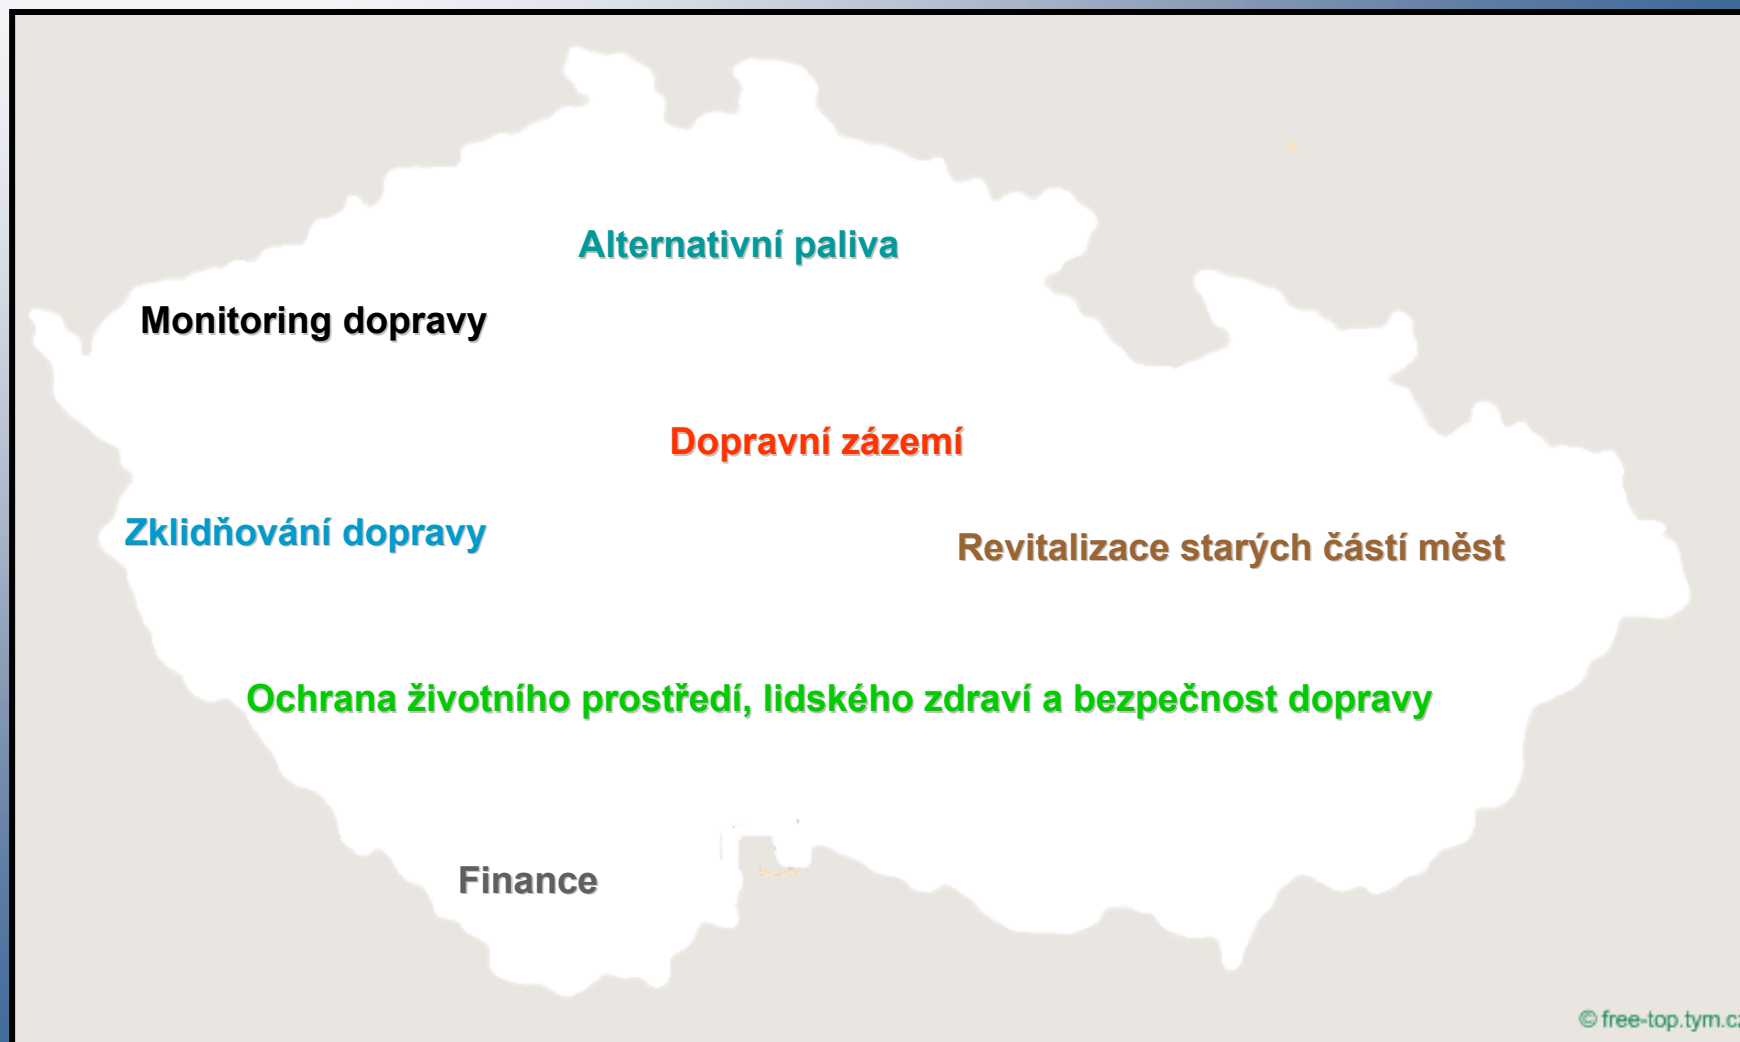 Alternativní paliva
Monitoring dopravy
Dopravní zázemí
Zklidňování dopravy
Revitalizace starých částí měst
Ochrana životního prostředí, lidského zdraví a bezpečnost dopravy
Finance
© free-top.tym.cz